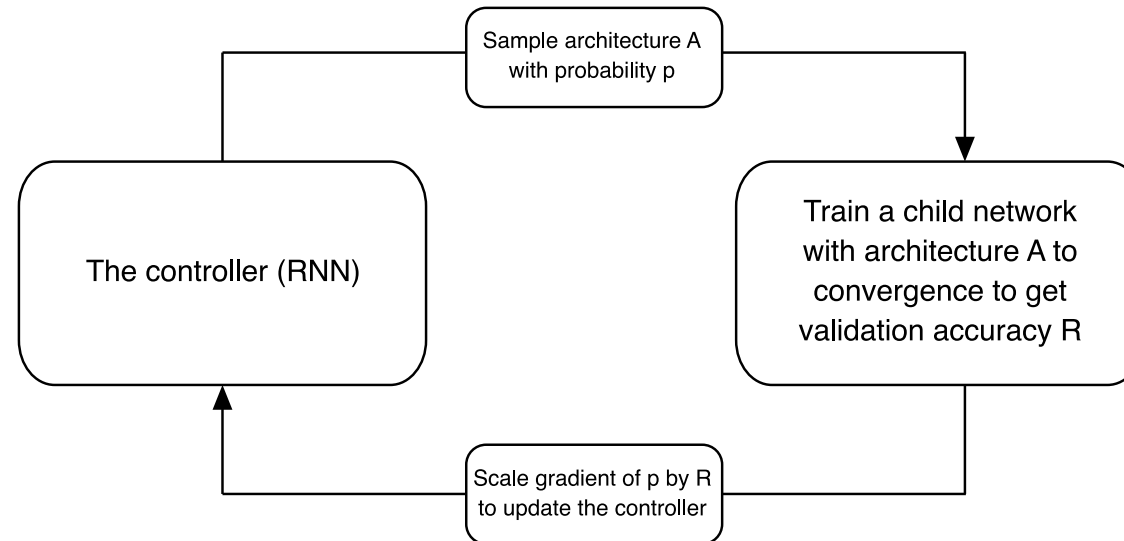 Sample architecture A
with probability p
The controller (RNN)
Train a child network
with architecture A to
convergence to get
validation accuracy R
Scale gradient of p by R
to update the controller